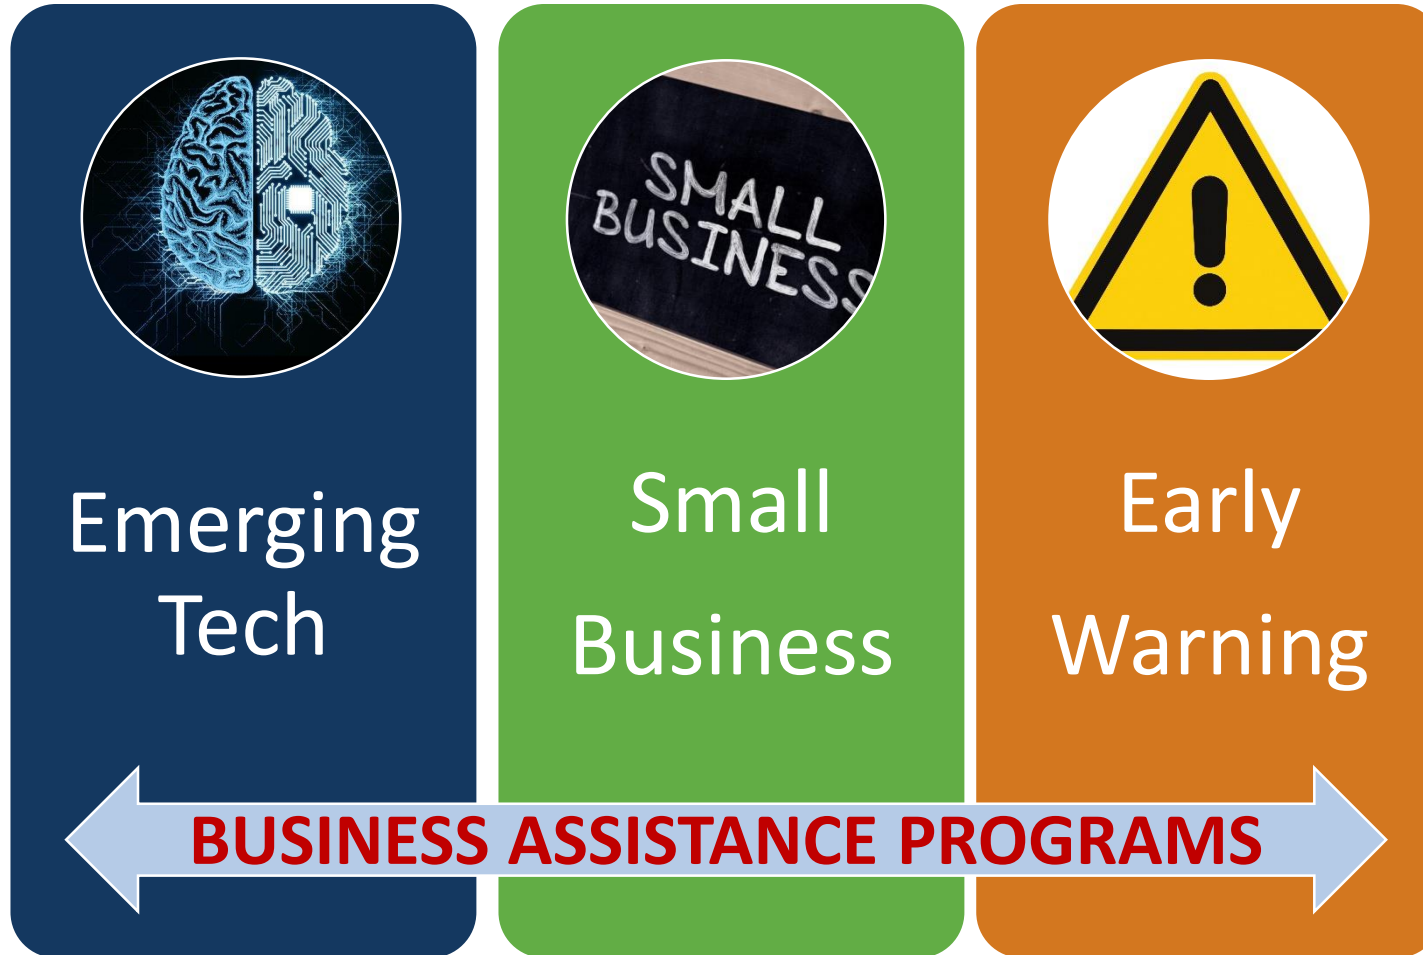 SMALL
BUSINESS
Emerging
Tech
Small
Business
Early
Warning
BUSINESS ASSISTANCE PROGRAMS